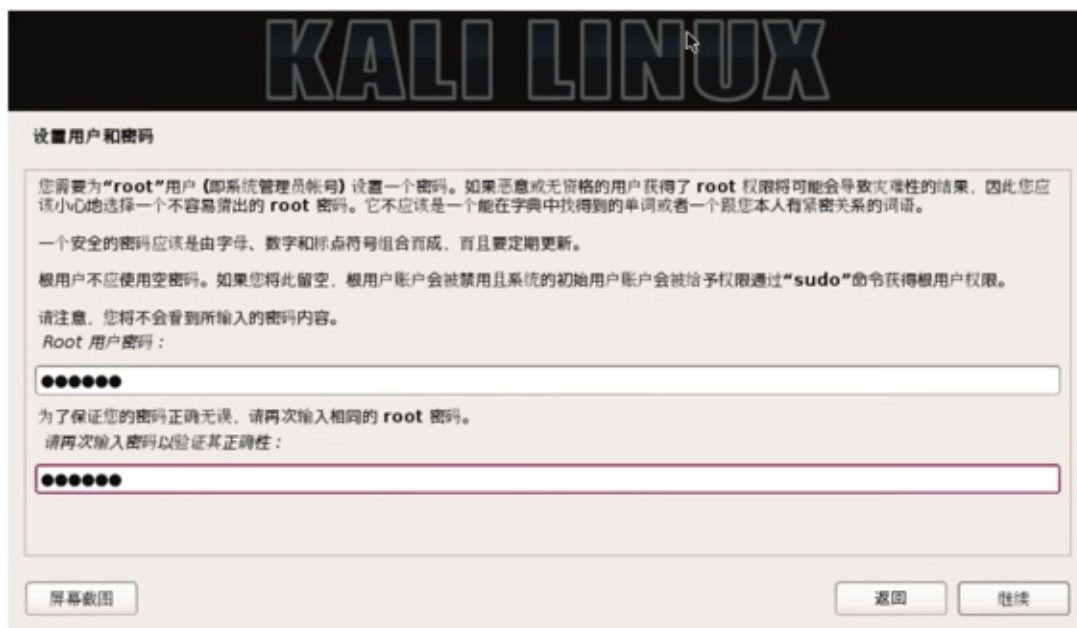 KALI LINUX
设置用户和密码
您需要为“root”用户 (即系统管理员帐号) 设置一个密码。如果恶意或无资格的用户获得了 root 权限将可能会导致灾难性的结果，因此您应
该小心地选择一个不容易猜出的 root 密码。它不应该是一个能在字典中找得到的单词或者一个跟您本人有紧密关系的词语。
一个安全的密码应该是由字母、数字和标点符号组合而成，而且要定期更新。
根用户不应使用空密码。如果您将此留空，根用户账户会被禁用且系统的初始用户账户会被给予权限通过“sudo”命令获得根用户权限。
请注意，您将不会看到所输入的密码内容。
Root 用户密码：
●●●●●●
为了保证您的密码正确无误，请再次输入相同的 root 密码。
请再次输入密码以验证其正确性：
●●●●●●
屏幕截图 返回 继续